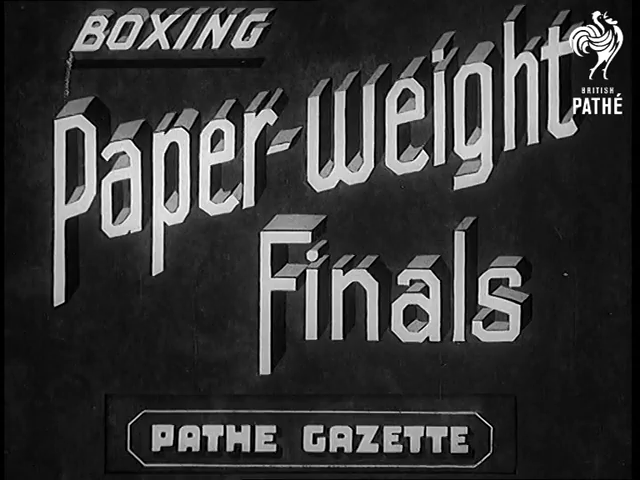 BOXING
Paper-Weight
Finals
PATHE GAZETTE
BRITISH
PATHÉ